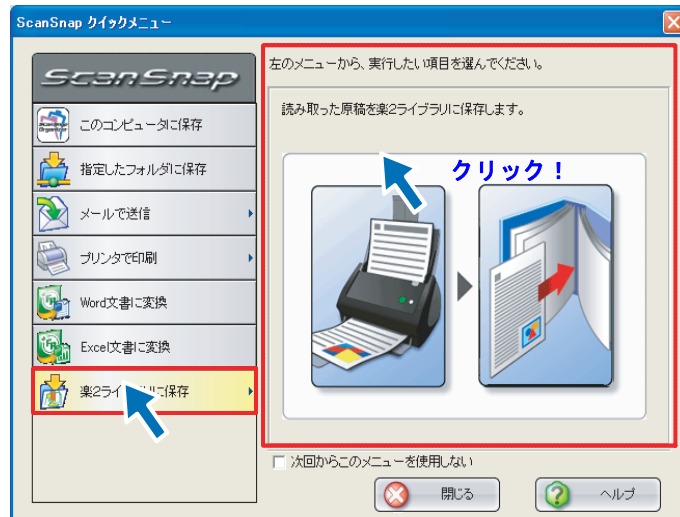 ScanSnap クイックメニュー
ScanSnap
このコンピュータに保存
指定したフォルダに保存
メールで送信
プリンタで印刷
Word文書に変換
Excel文書に変換
楽2ライ に保存
左のメニューから、実行したい項目を選んでください。
読み取った原稿を楽2ライブラリに保存します。
クリック！
次回からこのメニューを使用しない
閉じる
ヘルプ